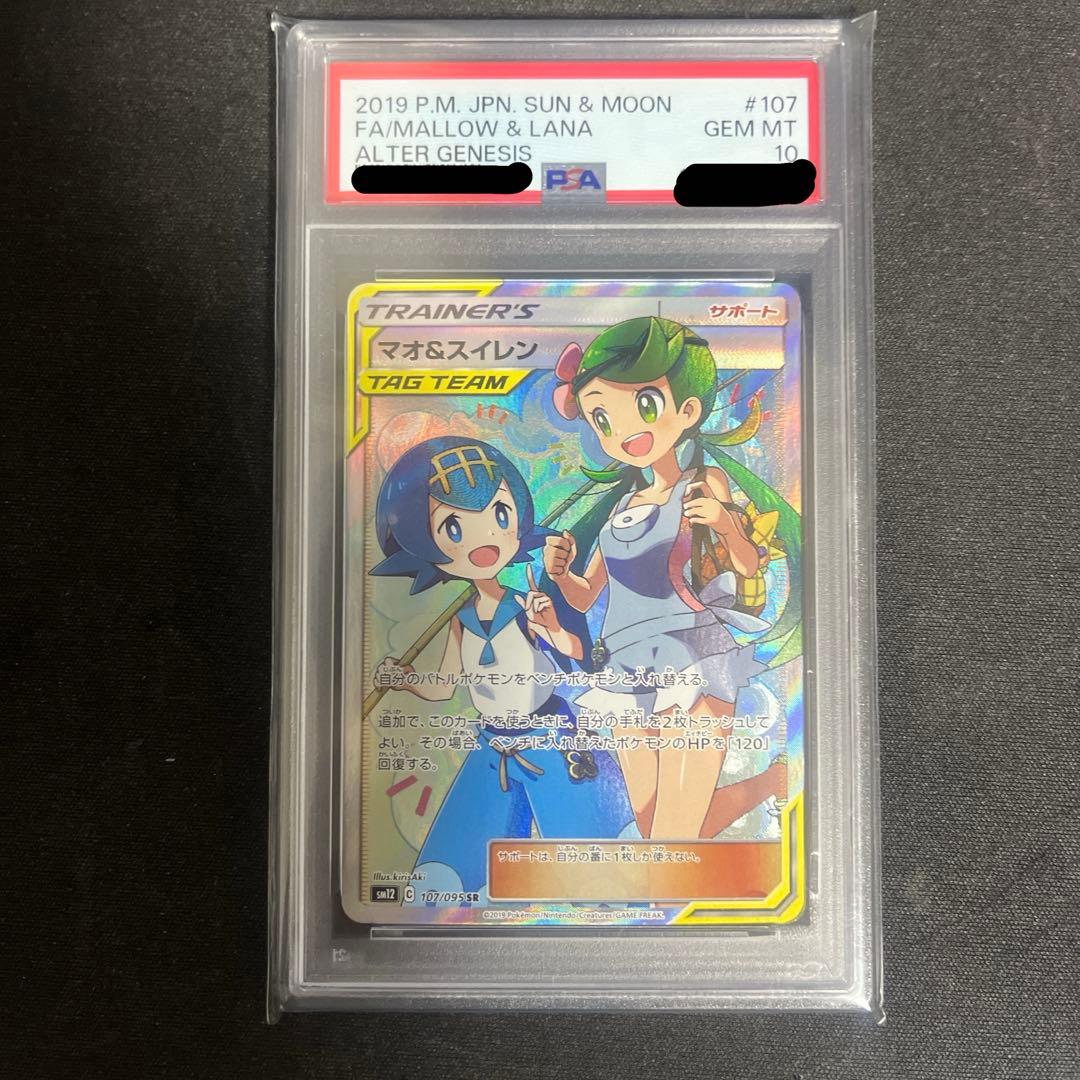 2019 P.M. JPN. SUN & MOON #107
FA/MALLOW & LANA GEM MT
ALTER GENESIS 10
PSA
TRAINER'S サポート
マオ&スイレン
TAG TEAM
自分のバトルポケモンをベンチポケモンと入れ替える。
追加で、このカードを使うときに、自分の手札を2枚トラッシュして
よい。その場合、ベンチに入れ替えたポケモンのHPを「120」
回復する。
サポートは、自分の番に1枚しか使えない。
Illus.kirisAki
SM12 C 107/095 SR
©2019 Pokémon/Nintendo/Creatures/GAME FREAK.